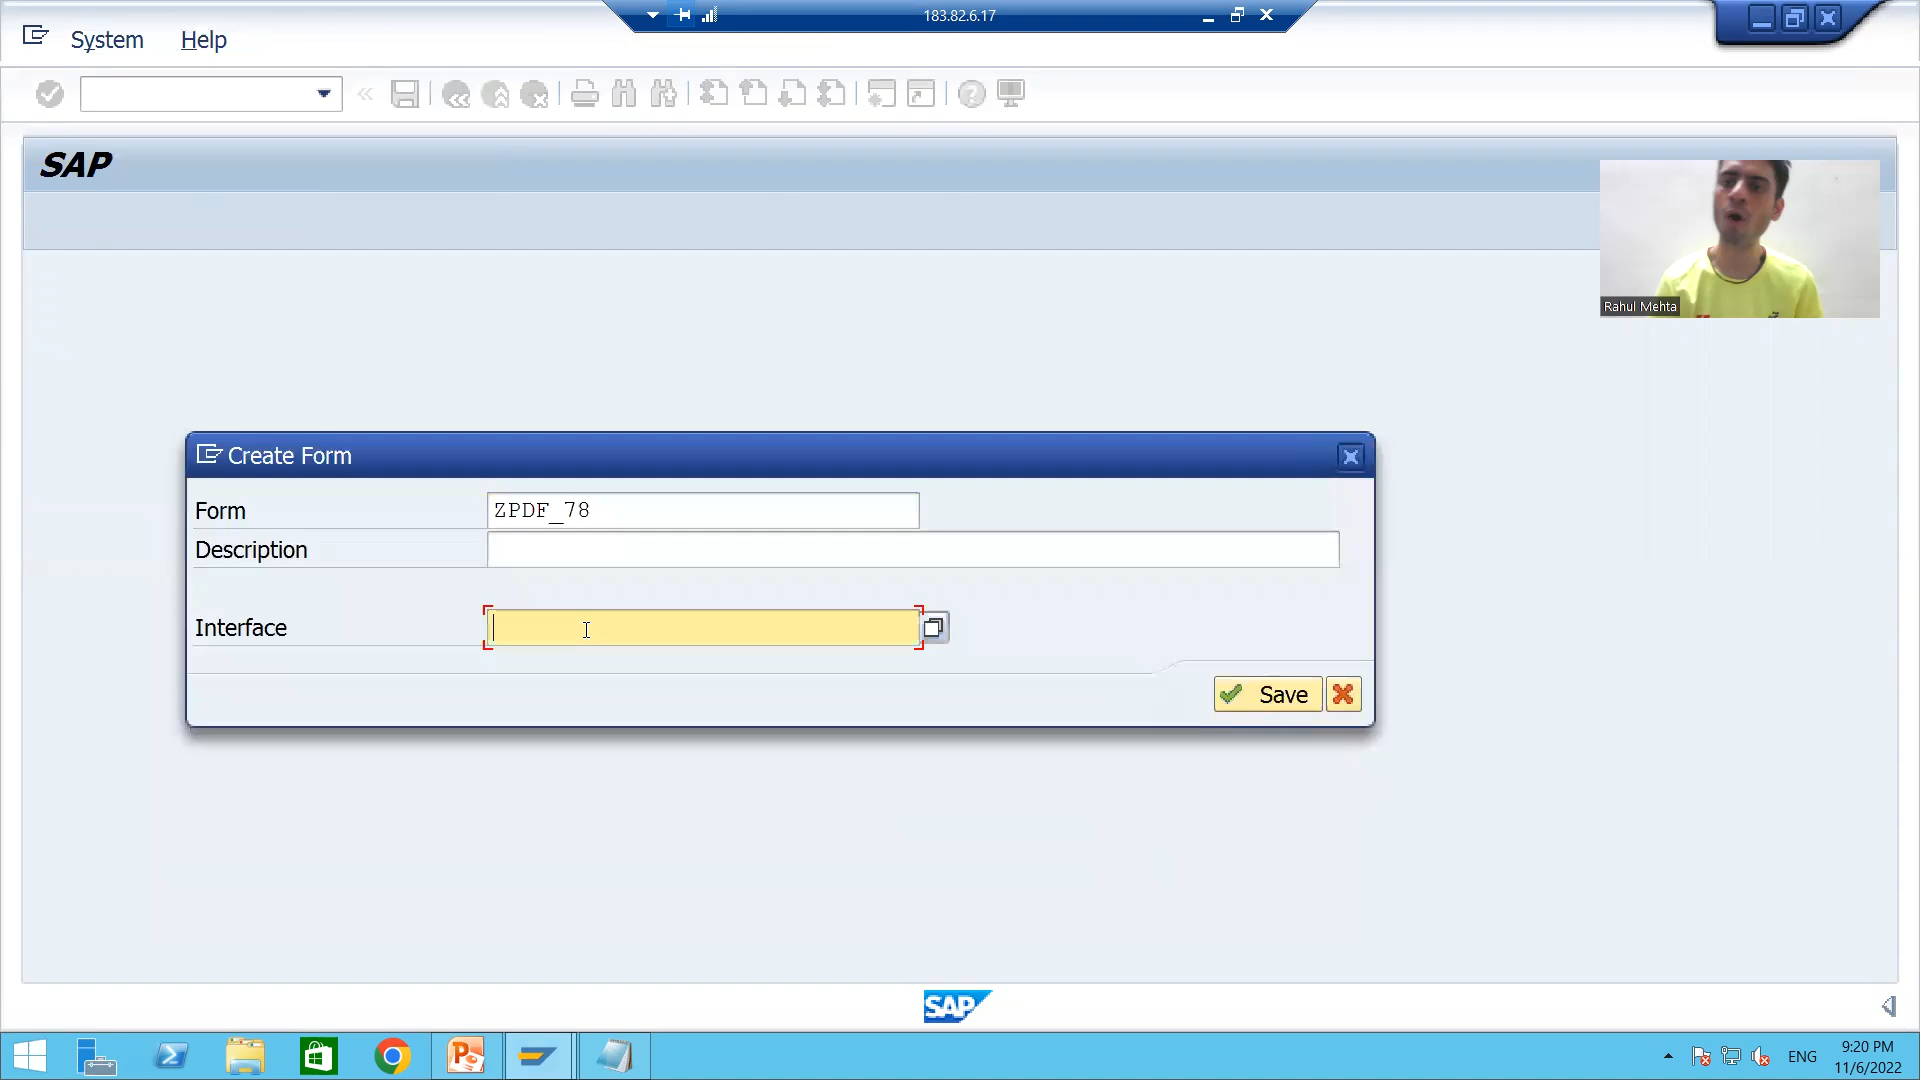 183.82.6.17
System Help
SAP
Rahul Mehta
Create Form
Form ZPDF_78
Description
Interface
Save
SAP
ENG
9:20 PM
11/6/2022